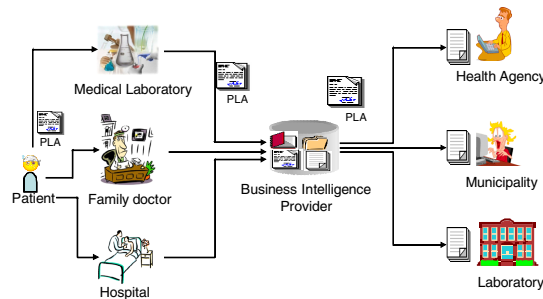 Medical Laboratory
PLA
PLA
PLA
Patient
Family doctor
Hospital
Business Intelligence
Provider
Health Agency
Municipality
Laboratory